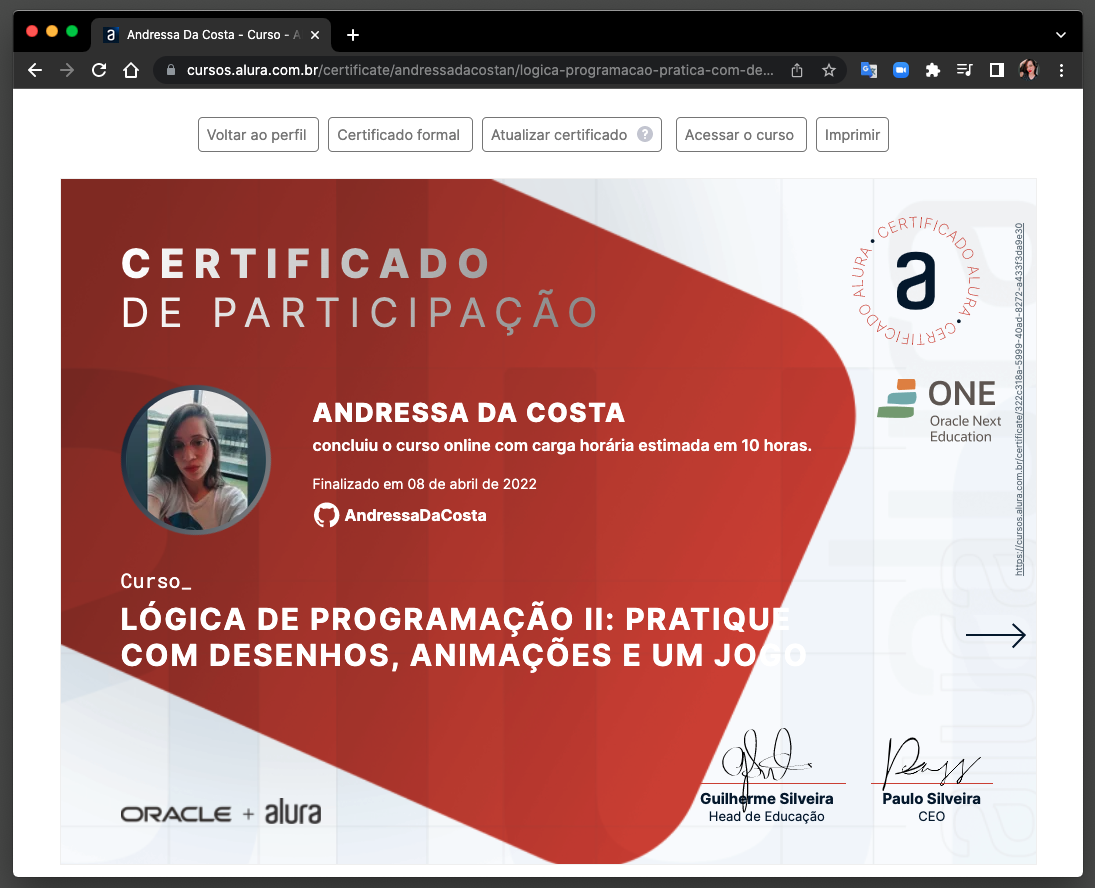 Andressa Da Costa - Curso - A
cursos.alura.com.br/certificate/andressadacostan/logica-programacao-pratica-com-de...
Voltar ao perfil
Certificado formal
Atualizar certificado ?
Acessar o curso
Imprimir
CERTIFICADO
DE PARTICIPAÇÃO
CERTIFICADO ALURA • CERTIFICADO ALURA •
a
https://cursos.alura.com.br/certificate/322c318a-5999-40ad-8272-a433f3da9e30
ONE
Oracle Next
Education
ANDRESSA DA COSTA
concluiu o curso online com carga horária estimada em 10 horas.
Finalizado em 08 de abril de 2022
AndressaDaCosta
Curso_
LÓGICA DE PROGRAMAÇÃO II: PRATIQUE
COM DESENHOS, ANIMAÇÕES E UM JOGO
Guilherme Silveira
Head de Educação
Paulo Silveira
CEO
ORACLE + alura